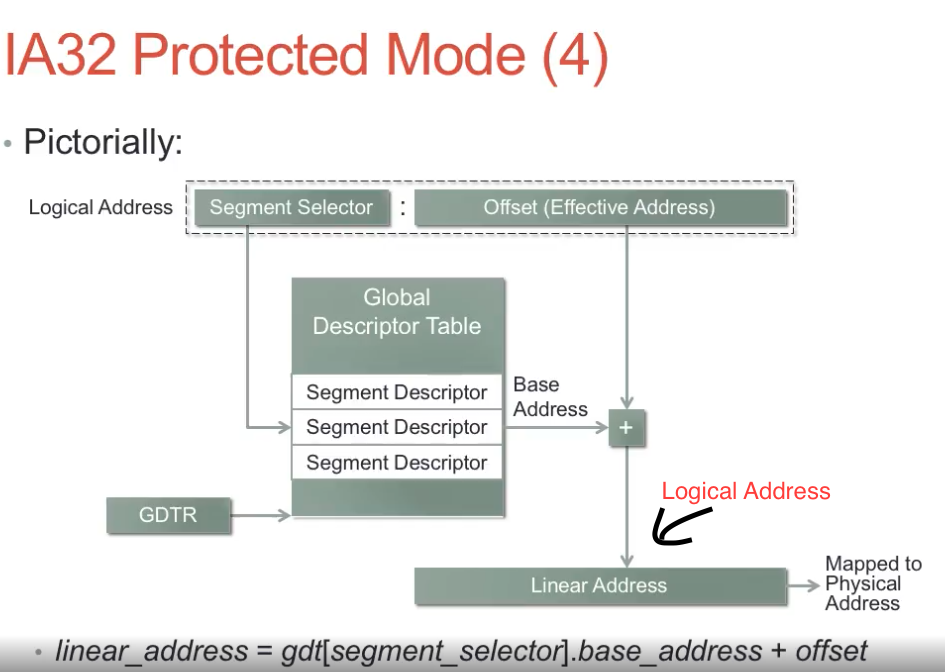 IA32 Protected Mode (4)
• Pictorially:
Logical Address
Segment Selector : Offset (Effective Address)
Global
Descriptor Table
Segment Descriptor
Segment Descriptor
Segment Descriptor
Base
Address
+
Logical Address
GDTR
Linear Address
Mapped to
Physical
Address
• linear_address = gdt[segment_selector].base_address + offset